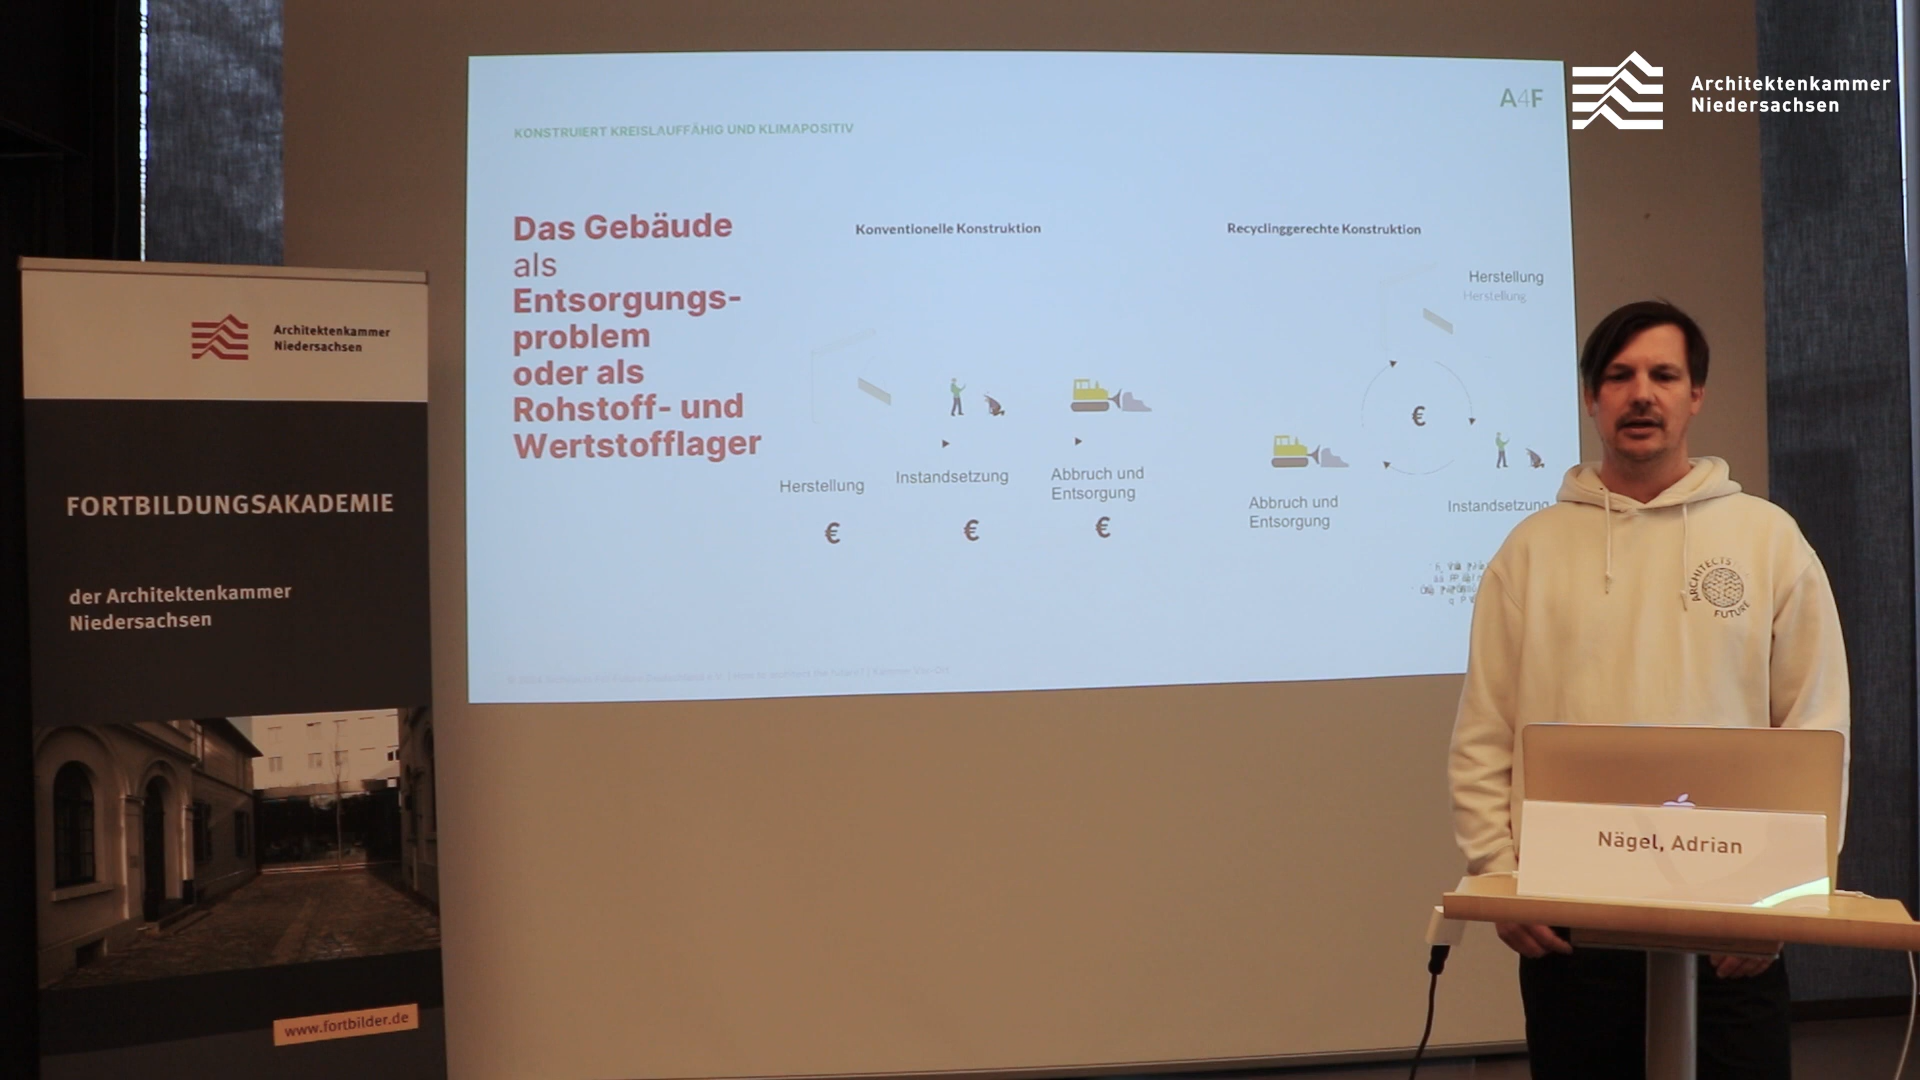 Architektenkammer
Niedersachsen
A4F
KONSTRUIERT KREISLAUFFÄHIG UND KLIMAPOSITIV
Das Gebäude
als
Entsorgungs-
problem
oder als
Rohstoff- und
Wertstofflager
Konventionelle Konstruktion
Herstellung
Instandsetzung
Abbruch und
Entsorgung
€
€
€
Recyclinggerechte Konstruktion
Herstellung
Herstellung
€
Abbruch und
Entsorgung
Instandsetzung
Architektenkammer
Niedersachsen
FORTBILDUNGSAKADEMIE
der Architektenkammer
Niedersachsen
www.fortbilder.de
ARCHITECTS
FUTURE
Nägel, Adrian